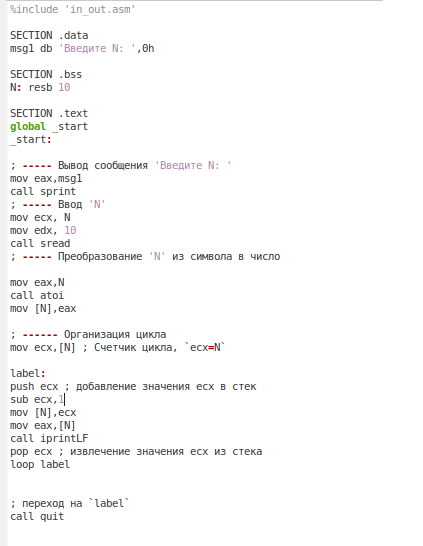 %include 'in_out.asm'
SECTION .data
msg1 db 'Введите N: ',0h
SECTION .bss
N: resb 10
SECTION .text
global _start
_start:
; ----- Вывод сообщения 'Введите N: '
mov eax,msg1
call sprint
; ----- Ввод 'N'
mov ecx, N
mov edx, 10
call sread
; ----- Преобразование 'N' из символа в число
mov eax,N
call atoi
mov [N],eax
; ------ Организация цикла
mov ecx,[N] ; Счетчик цикла, `ecx=N`
label:
push ecx ; добавление значения ecx в стек
sub ecx,1
mov [N],ecx
mov eax,[N]
call iprintLF
pop ecx ; извлечение значения ecx из стека
loop label
; переход на `label`
call quit